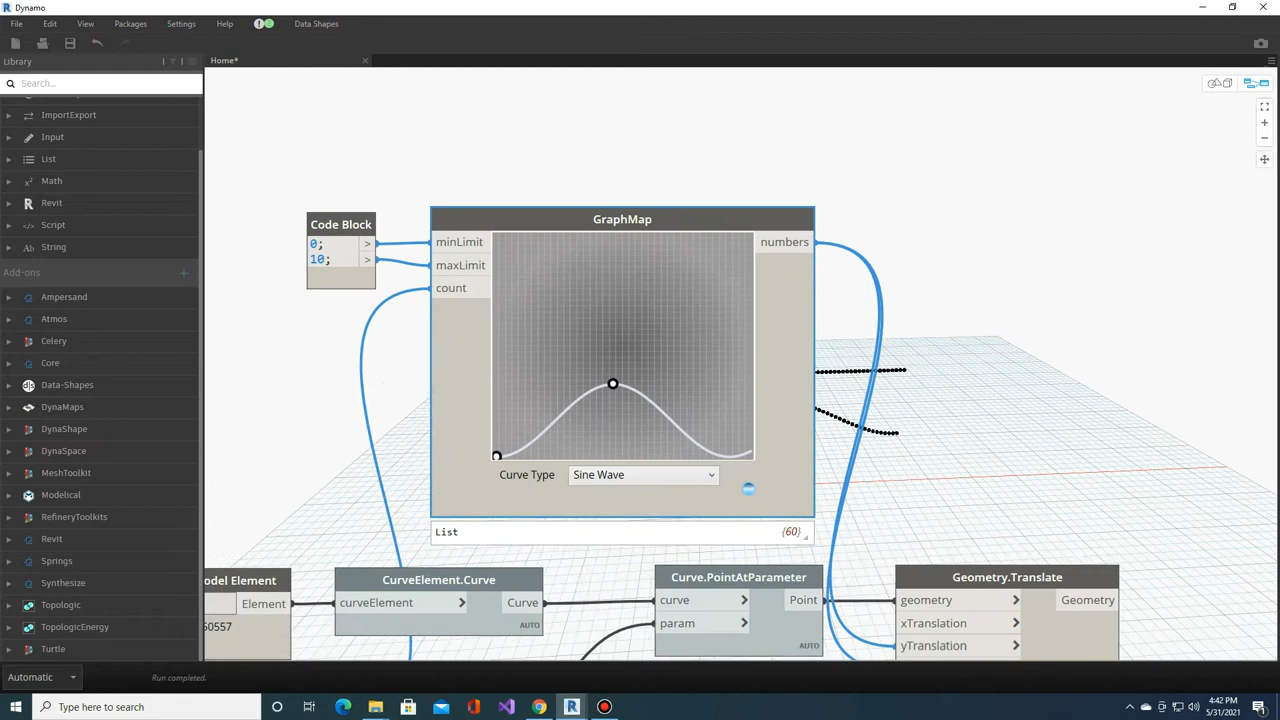 Dynamo
File Edit View Packages Settings Help Data Shapes
Library
Home*
Search...
ImportExport
Input
List
Math
Revit
Script
String
Add-ons
Ampersand
Atmos
Celery
Core
Data-Shapes
DynaMaps
DynaShape
DynaSpace
MeshToolkit
Modelical
RefineryToolkits
Revit
Springs
Synthesize
Topologic
TopologicEnergy
Turtle
Code Block
0; >
10; >
GraphMap
minLimit
maxLimit
count
numbers
Curve Type Sine Wave
List {60}
odel Element
Element
CurveElement.Curve
curveElement > Curve
AUTO
Curve.PointAtParameter
curve > Point
param >
AUTO
Geometry.Translate
geometry > Geometry
xTranslation >
yTranslation >
Automatic
Run completed.
Type here to search
4:42 PM
5/31/2021